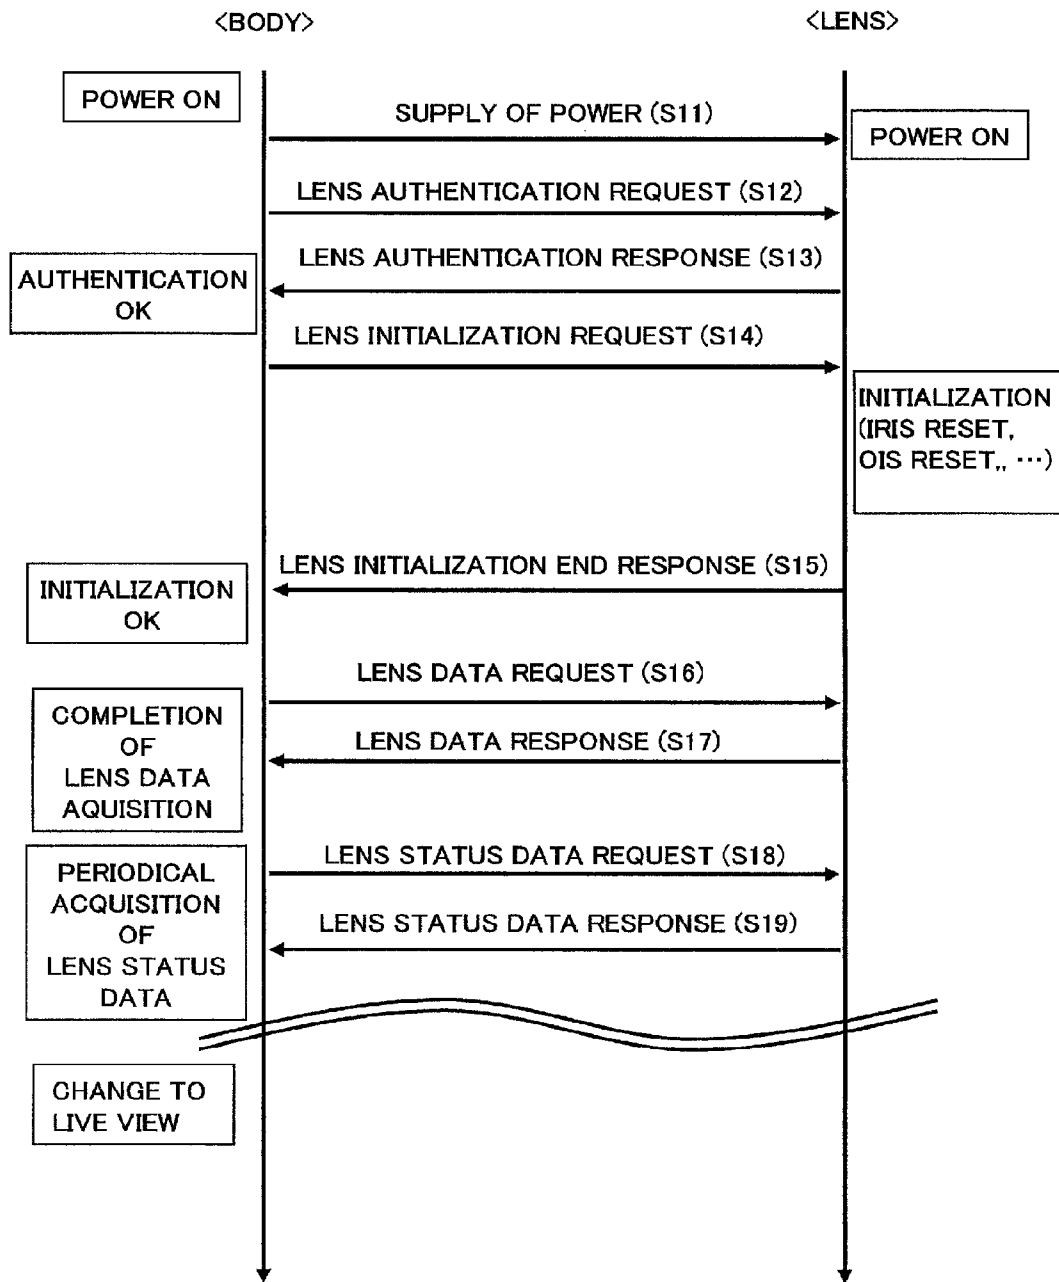 <BODY>
<LENS>
POWER ON
SUPPLY OF POWER (S11)
POWER ON
LENS AUTHENTICATION REQUEST (S12)
LENS AUTHENTICATION RESPONSE (S13)
AUTHENTICATION
OK
LENS INITIALIZATION REQUEST (S14)
INITIALIZATION
(IRIS RESET,
OIS RESET,, ···)
LENS INITIALIZATION END RESPONSE (S15)
INITIALIZATION
OK
LENS DATA REQUEST (S16)
COMPLETION
OF
LENS DATA
AQUISITION
LENS DATA RESPONSE (S17)
LENS STATUS DATA REQUEST (S18)
PERIODICAL
ACQUISITION
OF
LENS STATUS
DATA
LENS STATUS DATA RESPONSE (S19)
CHANGE TO
LIVE VIEW